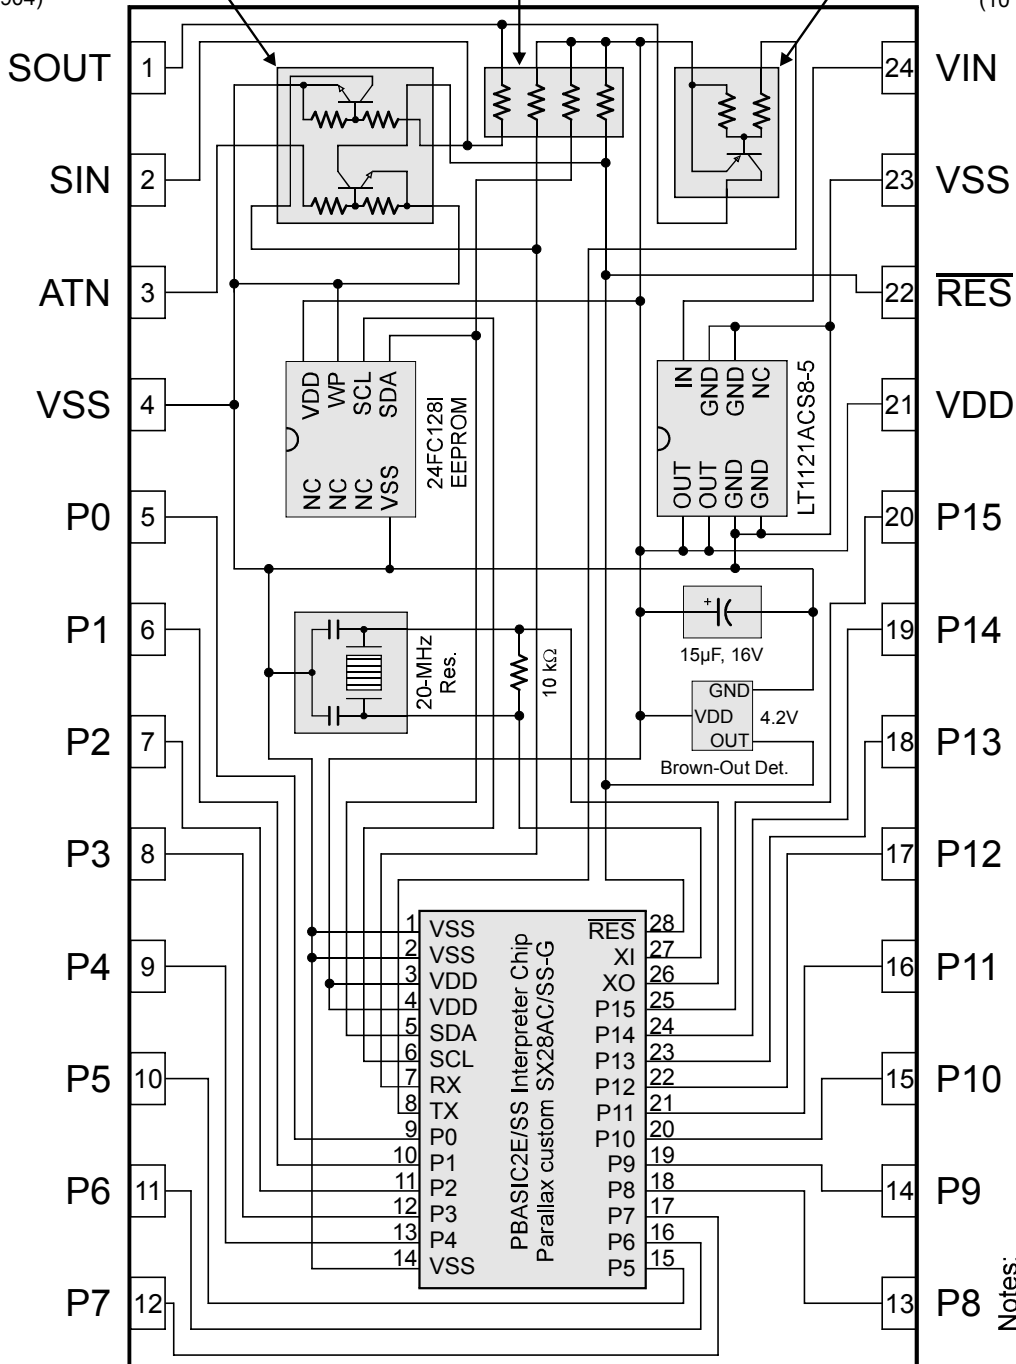 904)
(10
SOUT 1
SIN 2
ATN 3
VSS 4
P0 5
P1 6
P2 7
P3 8
P4 9
P5 10
P6 11
P7 12
24 VIN
23 VSS
22 RES
21 VDD
20 P15
19 P14
18 P13
17 P12
16 P11
15 P10
14 P9
13 P8
VDD
WP
SCL
SDA
NC
NC
NC
VSS
24FC128I
EEPROM
IN
GND
GND
NC
OUT
OUT
GND
GND
LT1121ACS8-5
20-MHz
Res.
10 kΩ
+
15µF, 16V
GND
VDD
OUT
4.2V
Brown-Out Det.
1 VSS
2 VSS
3 VDD
4 VDD
5 SDA
6 SCL
7 RX
8 TX
9 P0
10 P1
11 P2
12 P3
13 P4
14 VSS
PBASIC2E/SS Interpreter Chip
Parallax custom SX28AC/SS-G
RES 28
XI 27
XO 26
P15 25
P14 24
P13 23
P12 22
P11 21
P10 20
P9 19
P8 18
P7 17
P6 16
P5 15
Notes: